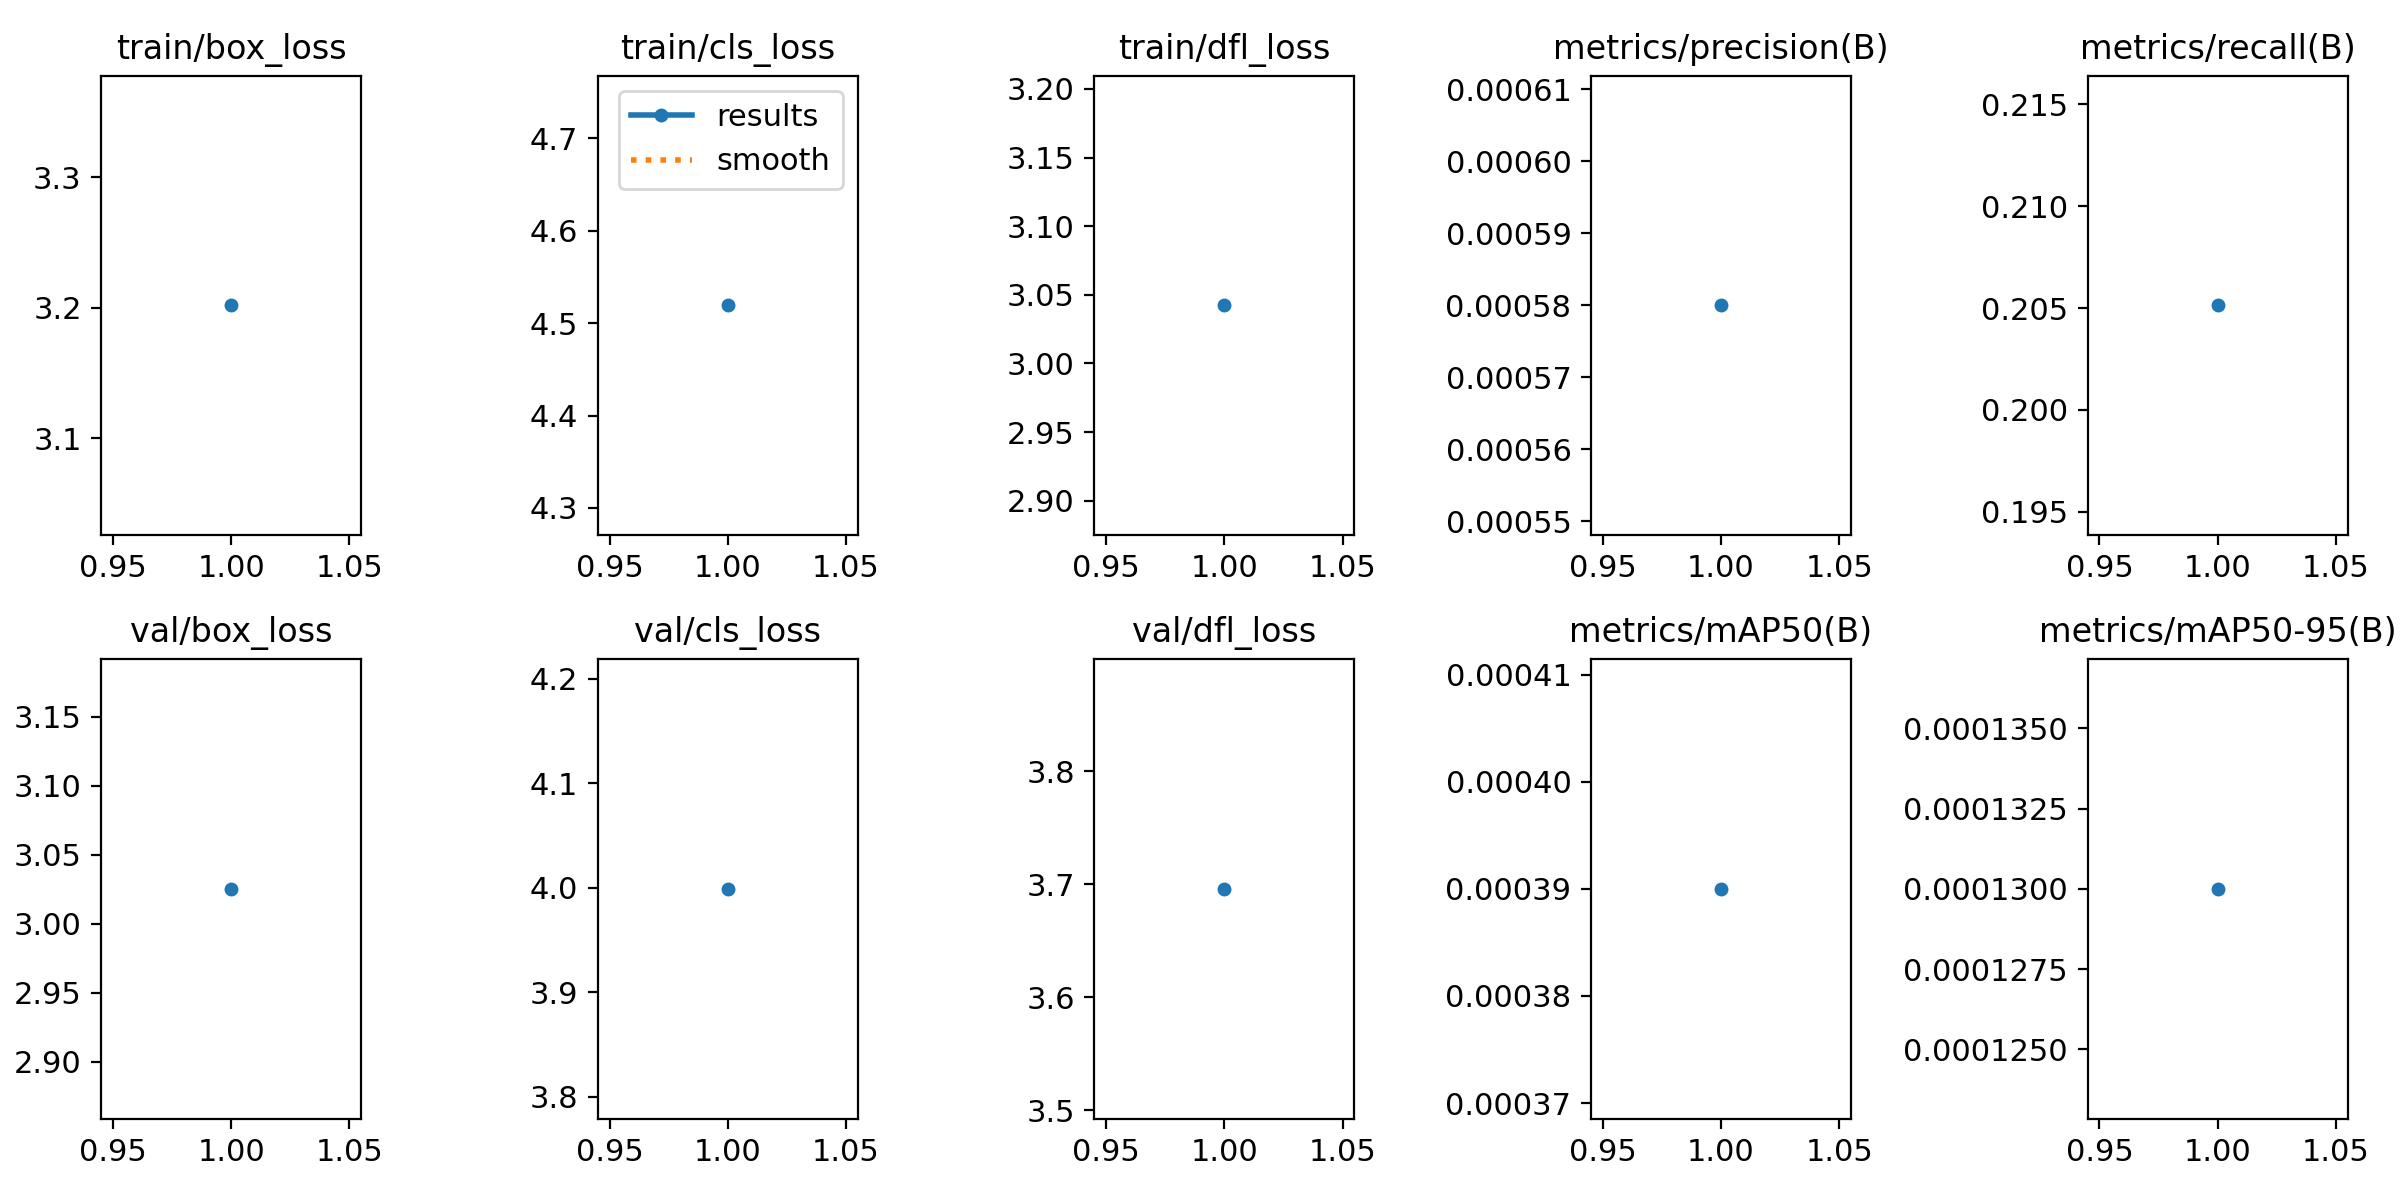 train/box_loss
3.3
3.2
3.1
0.95 1.00 1.05
train/cls_loss
results
smooth
4.7
4.6
4.5
4.4
4.3
0.95 1.00 1.05
train/dfl_loss
3.20
3.15
3.10
3.05
3.00
2.95
2.90
0.95 1.00 1.05
metrics/precision(B)
0.00061
0.00060
0.00059
0.00058
0.00057
0.00056
0.00055
0.95 1.00 1.05
metrics/recall(B)
0.215
0.210
0.205
0.200
0.195
0.95 1.00 1.05
val/box_loss
3.15
3.10
3.05
3.00
2.95
2.90
0.95 1.00 1.05
val/cls_loss
4.2
4.1
4.0
3.9
3.8
0.95 1.00 1.05
val/dfl_loss
3.8
3.7
3.6
3.5
0.95 1.00 1.05
metrics/mAP50(B)
0.00041
0.00040
0.00039
0.00038
0.00037
0.95 1.00 1.05
metrics/mAP50-95(B)
0.0001350
0.0001325
0.0001300
0.0001275
0.0001250
0.95 1.00 1.05